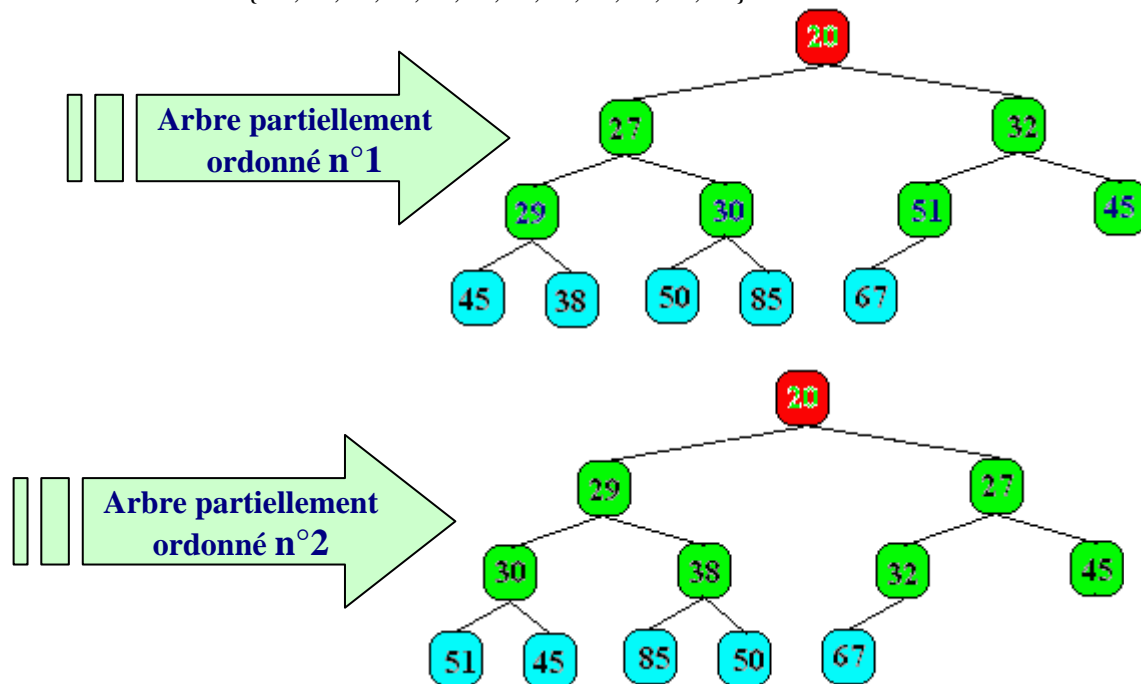 20
Arbre partiellement
ordonné n°1
27 32
29 30 51 45
45 38 50 85 67
20
Arbre partiellement
ordonné n°2
29 27
30 38 32 45
51 45 85 50 67